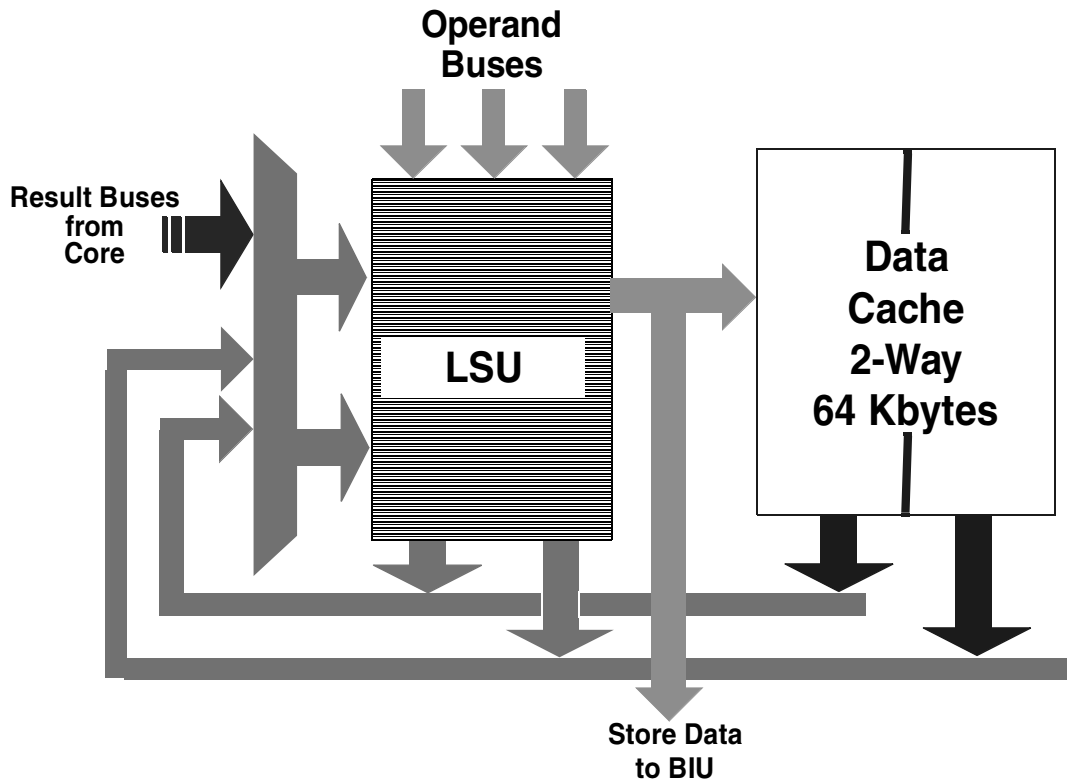 Operand
Buses
Result Buses
from
Core
LSU
Data
Cache
2-Way
64 Kbytes
Store Data
to BIU